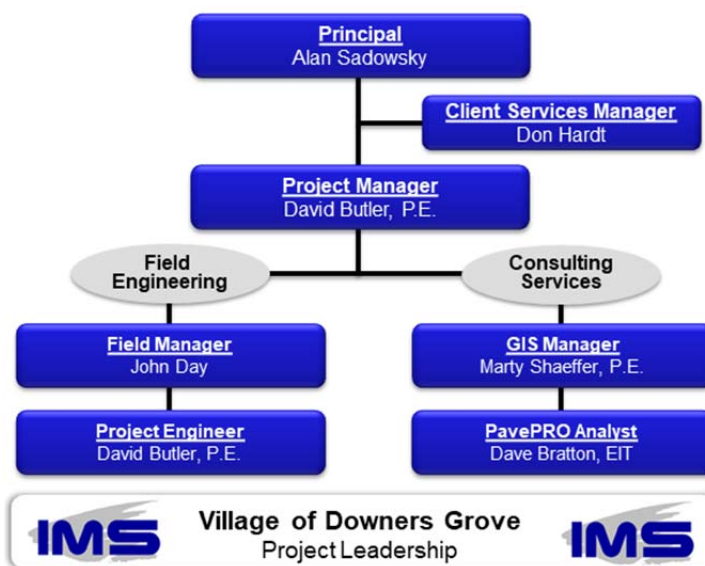 Principal
Alan Sadowsky
Client Services Manager
Don Hardt
Project Manager
David Butler, P.E.
Field
Engineering
Consulting
Services
Field Manager
John Day
GIS Manager
Marty Shaeffer, P.E.
Project Engineer
David Butler, P.E.
PavePRO Analyst
Dave Bratton, EIT
IMS
Village of Downers Grove
Project Leadership
IMS